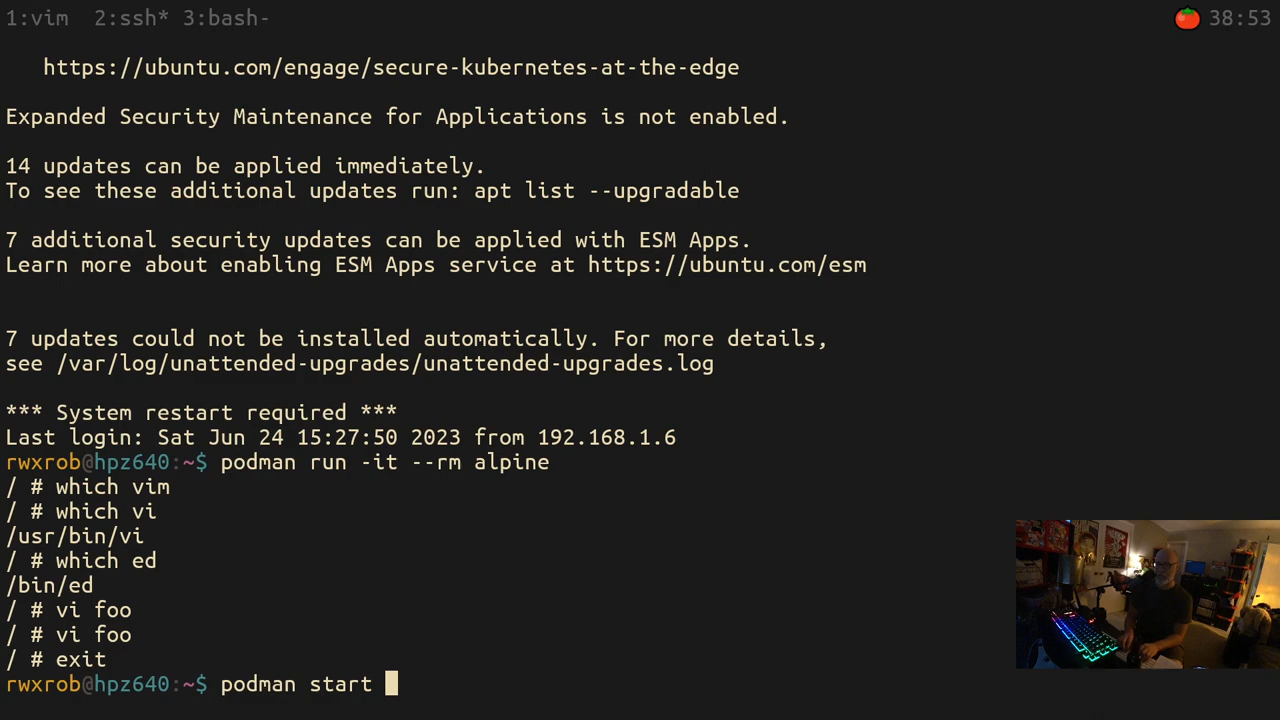 1:vim  2:ssh* 3:bash-
38:53
https://ubuntu.com/engage/secure-kubernetes-at-the-edge
Expanded Security Maintenance for Applications is not enabled.
14 updates can be applied immediately.
To see these additional updates run: apt list --upgradable
7 additional security updates can be applied with ESM Apps.
Learn more about enabling ESM Apps service at https://ubuntu.com/esm
7 updates could not be installed automatically. For more details,
see /var/log/unattended-upgrades/unattended-upgrades.log
*** System restart required ***
Last login: Sat Jun 24 15:27:50 2023 from 192.168.1.6
rwxrob@hpz640:~$ podman run -it --rm alpine
/ # which vim
/ # which vi
/usr/bin/vi
/ # which ed
/bin/ed
/ # vi foo
/ # vi foo
/ # exit
rwxrob@hpz640:~$ podman start